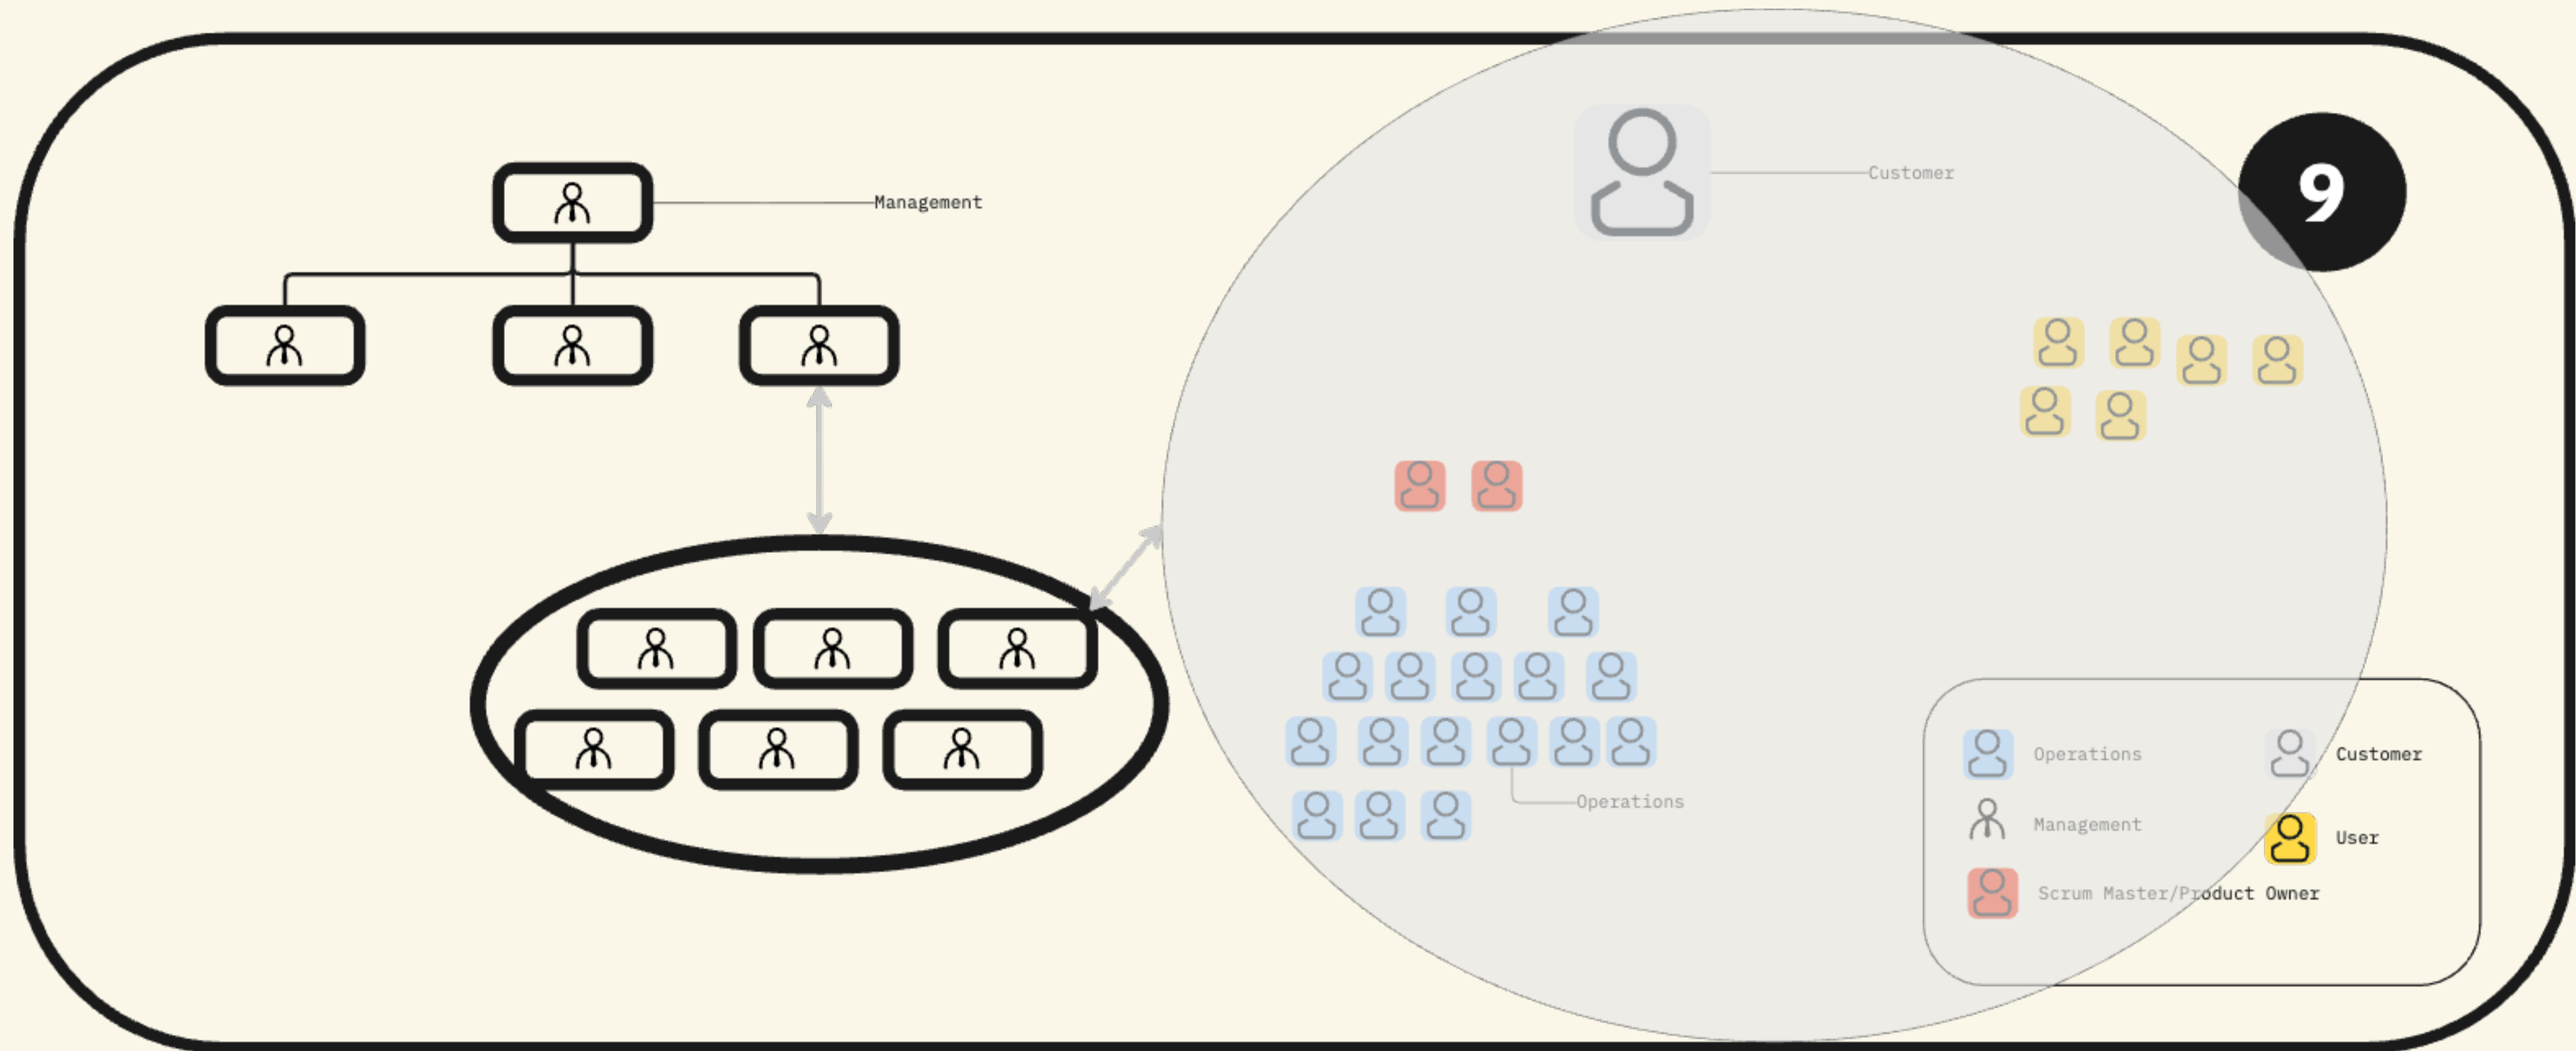 Customer
9
Management
Operations
Operations
Customer
Management
User
Scrum Master/Product Owner